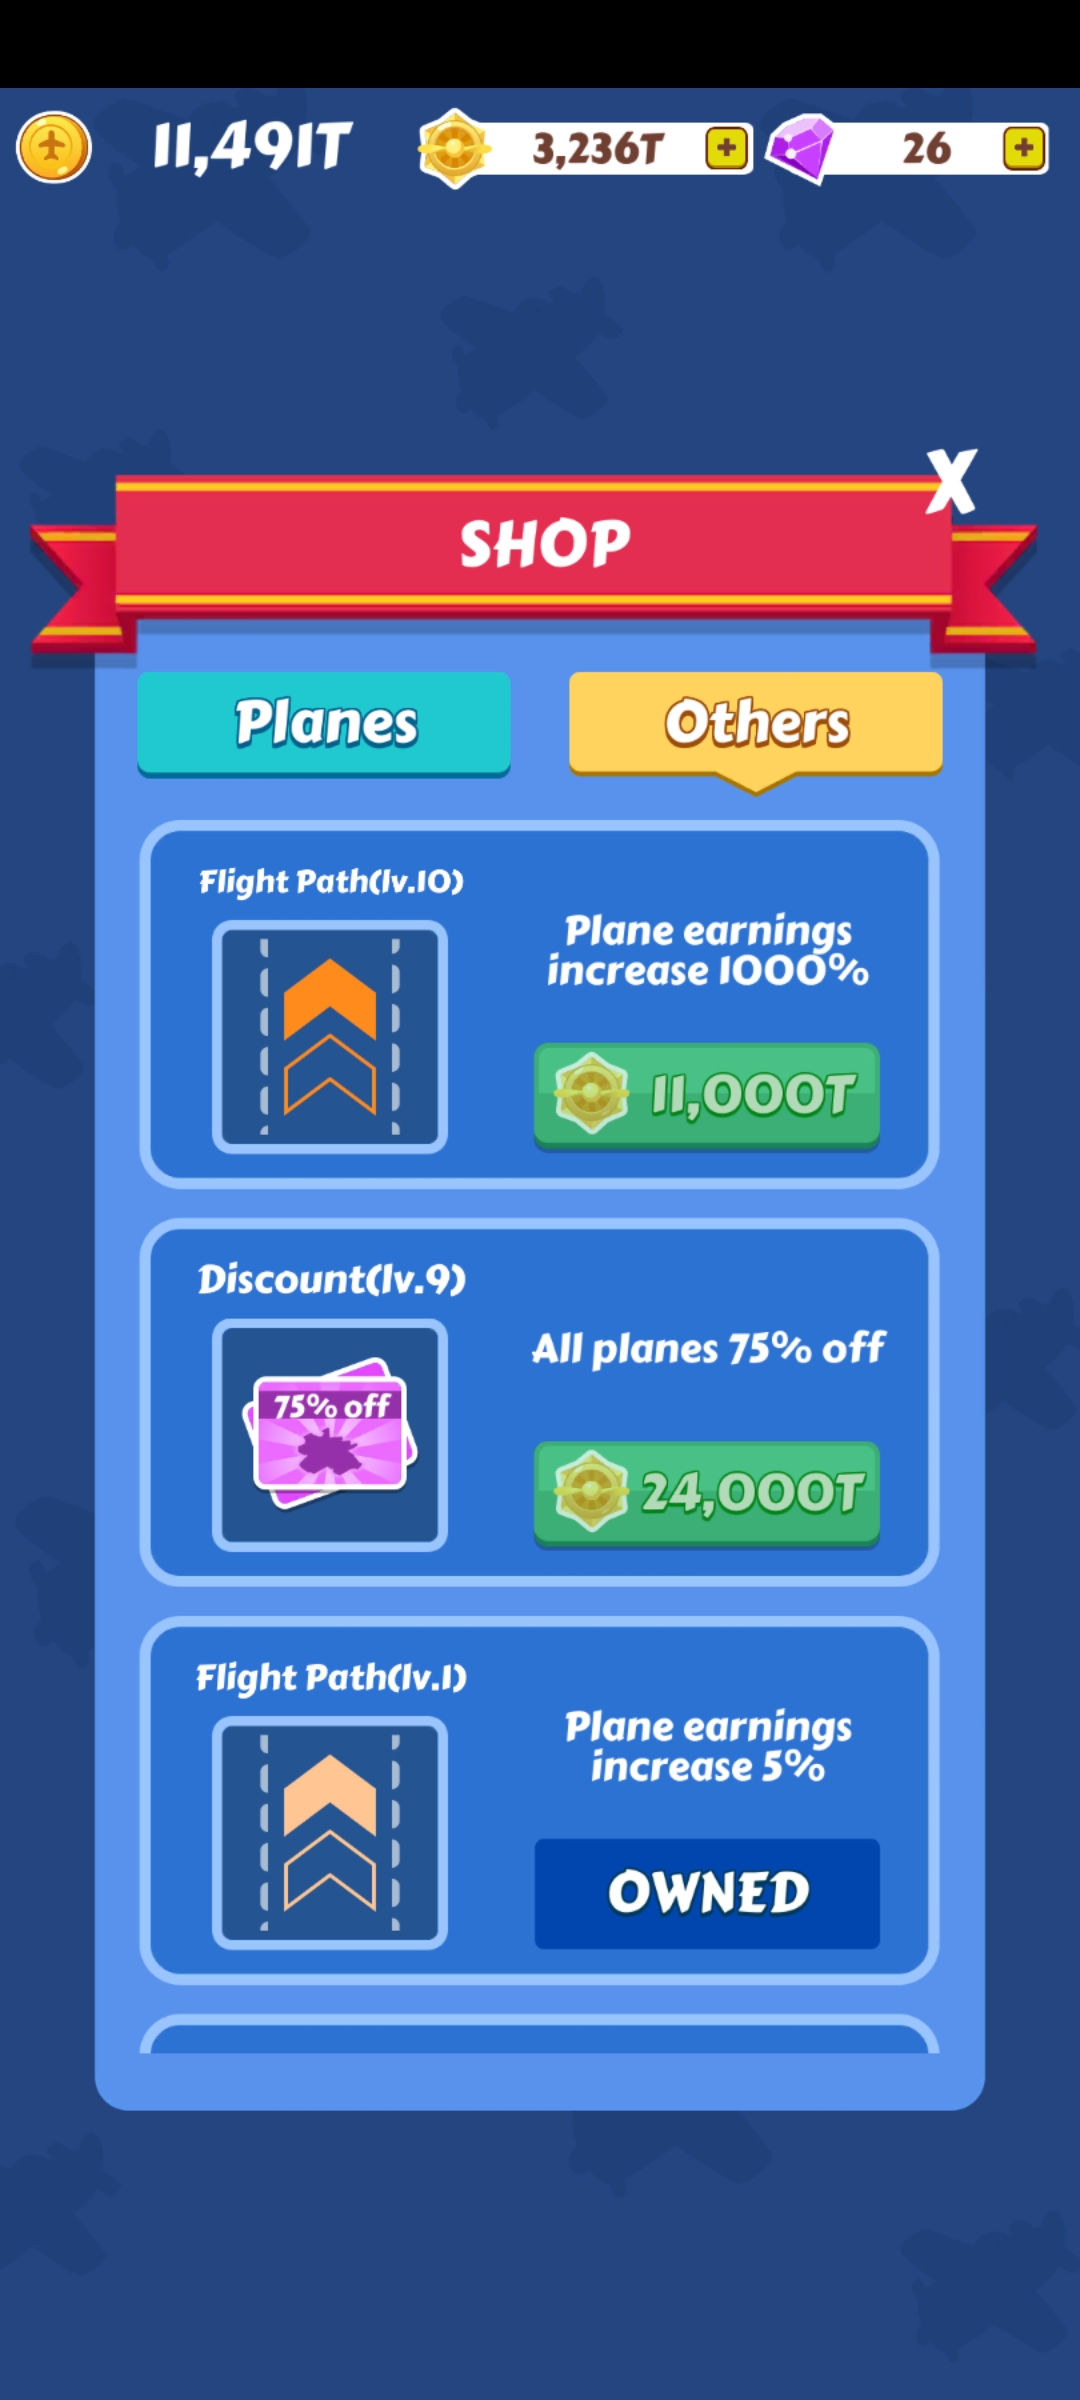 11,491T
3,236T
+
26
+
X
SHOP
Planes
Others
Flight Path(lv.10)
Plane earnings
increase 1000%
11,000T
Discount(lv.9)
75% off
All planes 75% off
24,000T
Flight Path(lv.1)
Plane earnings
increase 5%
OWNED